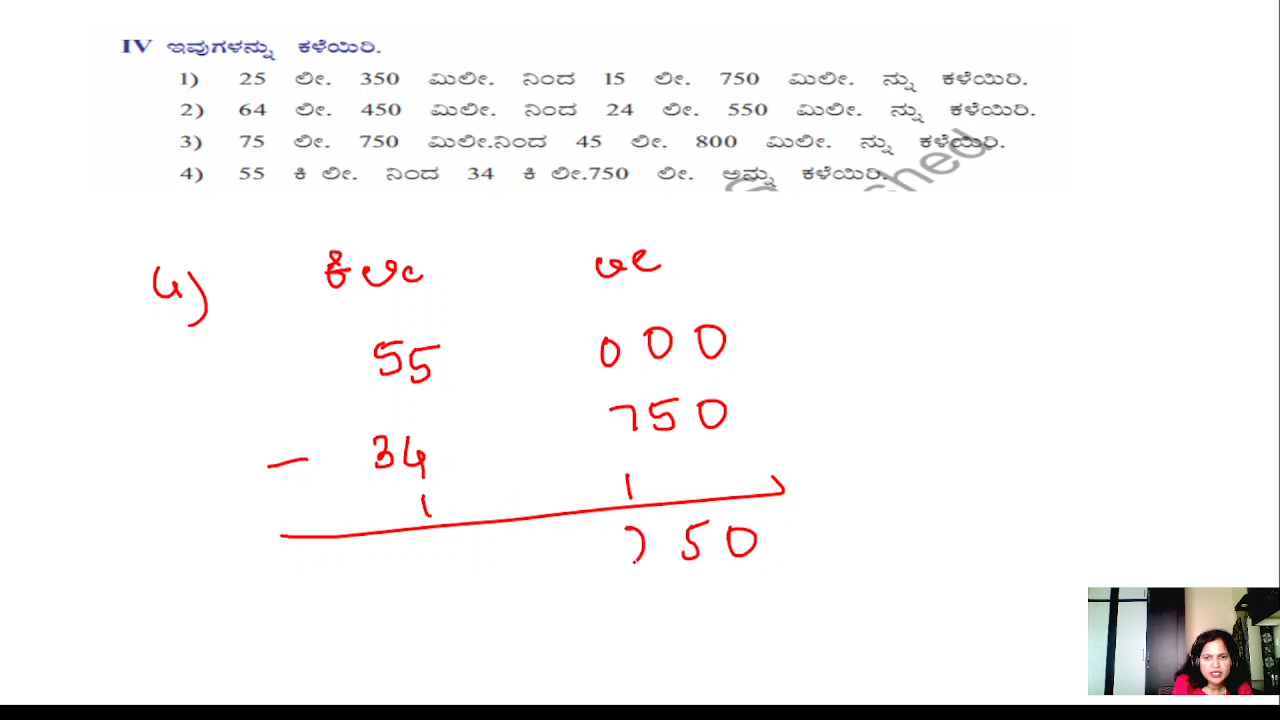 IV ಇವುಗಳನ್ನು ಕಳೆಯಿರಿ.
1) 25 ಲೀ. 350 ಮಿಲೀ. ನಿಂದ 15 ಲೀ. 750 ಮಿಲೀ. ನ್ನು ಕಳೆಯಿರಿ.
2) 64 ಲೀ. 450 ಮಿಲೀ. ನಿಂದ 24 ಲೀ. 550 ಮಿಲೀ. ನ್ನು ಕಳೆಯಿರಿ.
3) 75 ಲೀ. 750 ಮಿಲೀ.ನಿಂದ 45 ಲೀ. 800 ಮಿಲೀ. ನ್ನು ಕಳೆಯಿರಿ.
4) 55 ಕಿ ಲೀ. ನಿಂದ 34 ಕಿ ಲೀ.750 ಲೀ. ಅನ್ನು ಕಳೆಯಿರಿ.
4) ಕಿಲೀ ಲೀ
55 000
750
- 34
1 1
50